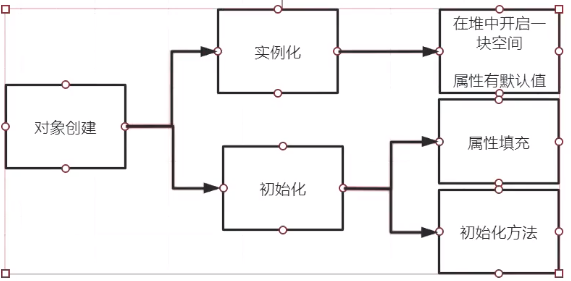 对象创建
实例化
在堆中开启一
块空间
属性有默认值
初始化
属性填充
初始化方法